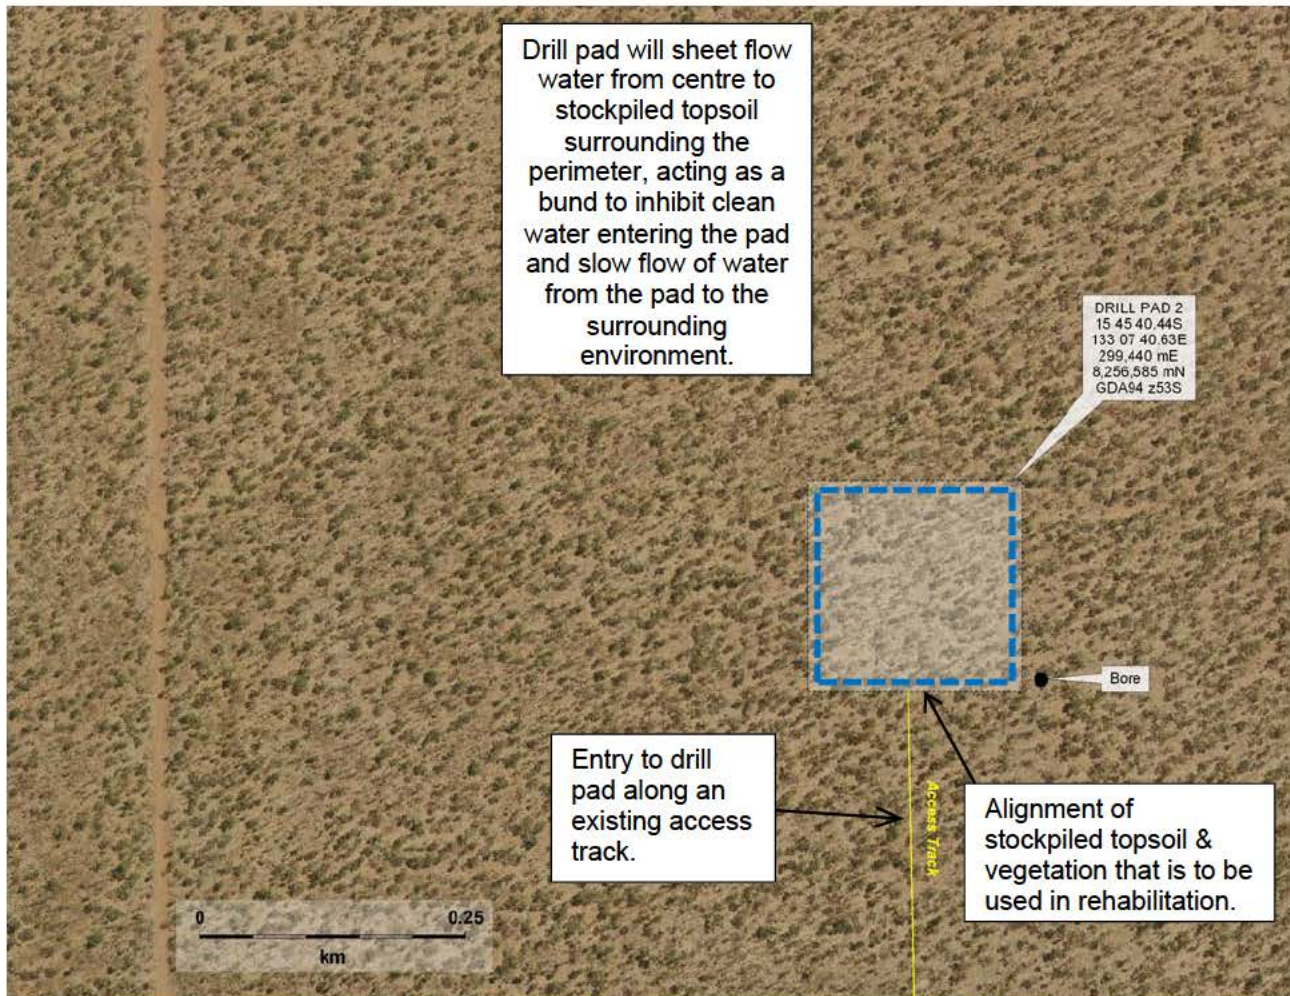 Drill pad will sheet flow
water from centre to
stockpiled topsoil
surrounding the
perimeter, acting as a
bund to inhibit clean
water entering the pad
and slow flow of water
from the pad to the
surrounding
environment.
DRILL PAD 2
15 45 40.44S
133 07 40.63E
299,440 mE
8,256,585 mN
GDA94 z53S
Bore
Entry to drill
pad along an
existing access
track.
Access Track
Alignment of
stockpiled topsoil &
vegetation that is to be
used in rehabilitation.
0 0.25
km